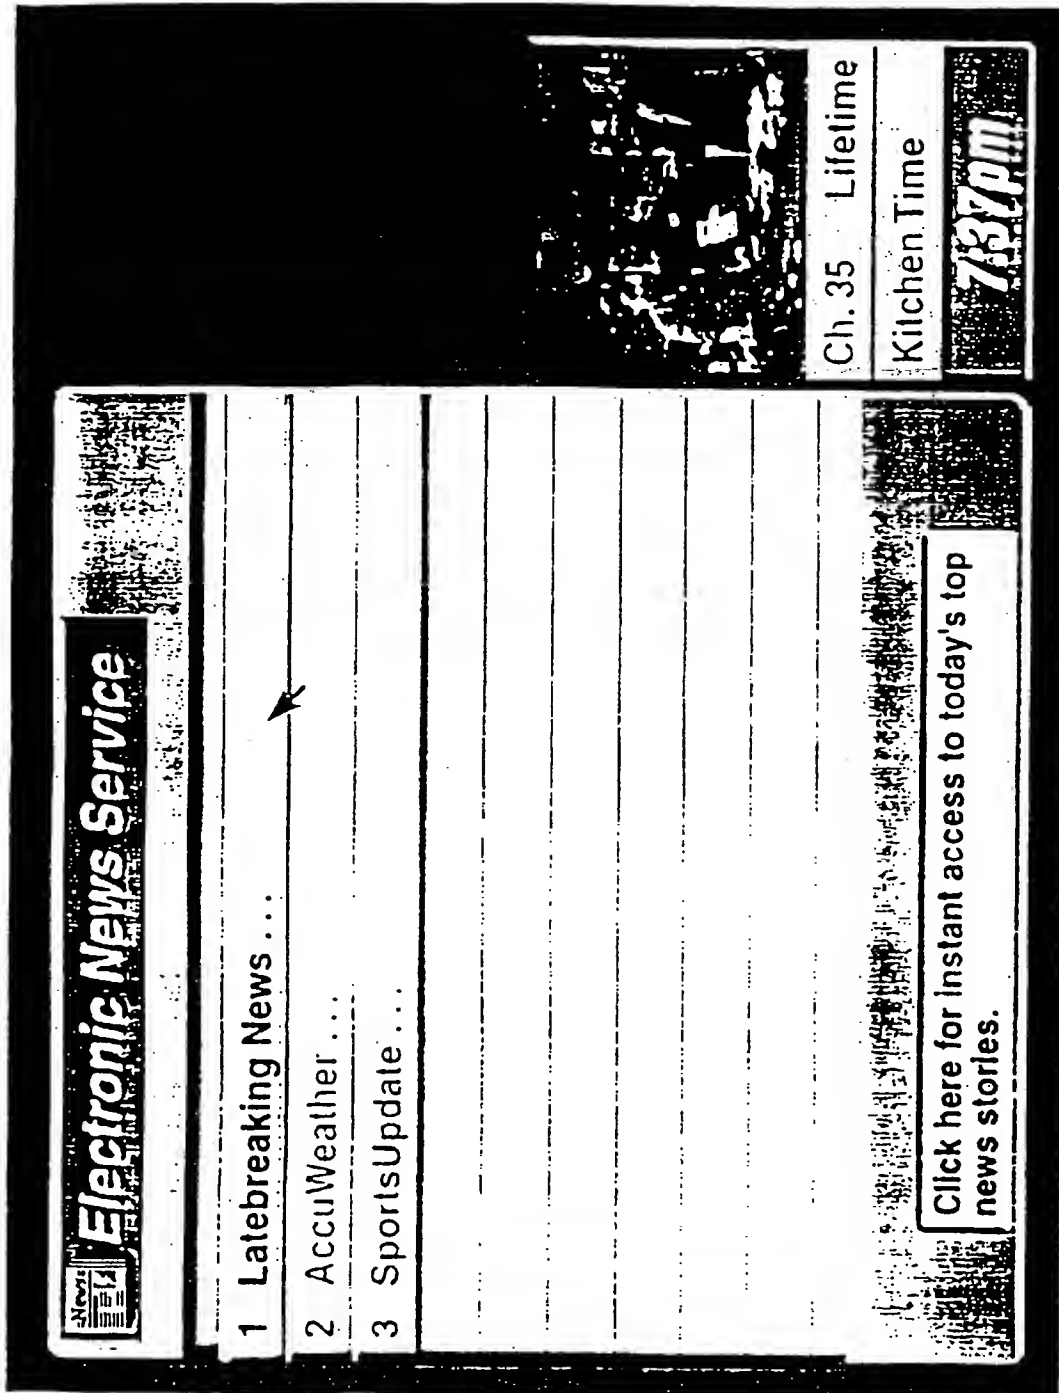 News
Electronic News Service
1 Latebreaking News...
2 AccuWeather...
3 SportsUpdate...
Click here for instant access to today's top
news stories.
Ch. 35 Lifetime
Kitchen Time
7:37pm